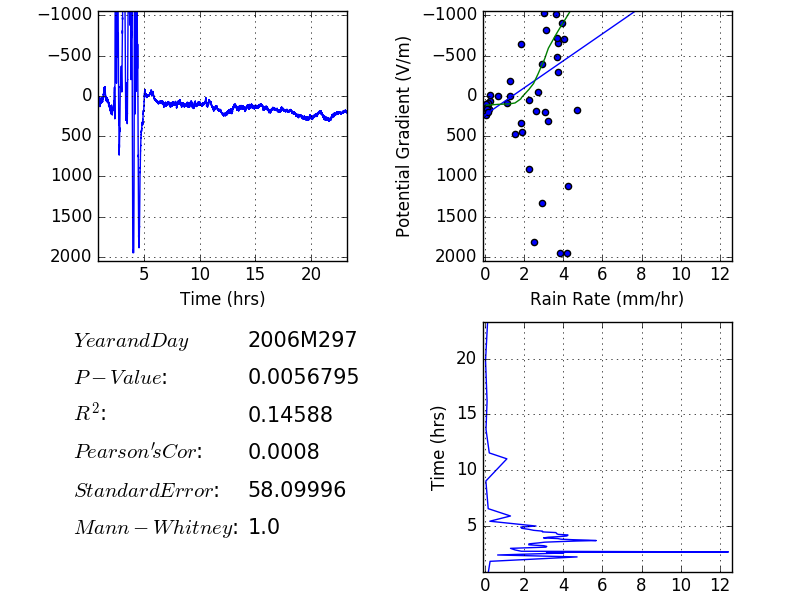 −1000
−500
0
500
1000
1500
2000
5 10 15 20
Time (hrs)
Potential Gradient (V/m)
−1000
−500
0
500
1000
1500
2000
0 2 4 6 8 10 12
Rain Rate (mm/hr)
YearandDay 2006M297
P−Value: 0.0056795
R²: 0.14588
Pearson'sCor: 0.0008
StandardError: 58.09996
Mann−Whitney: 1.0
Time (hrs)
20
15
10
5
0 2 4 6 8 10 12